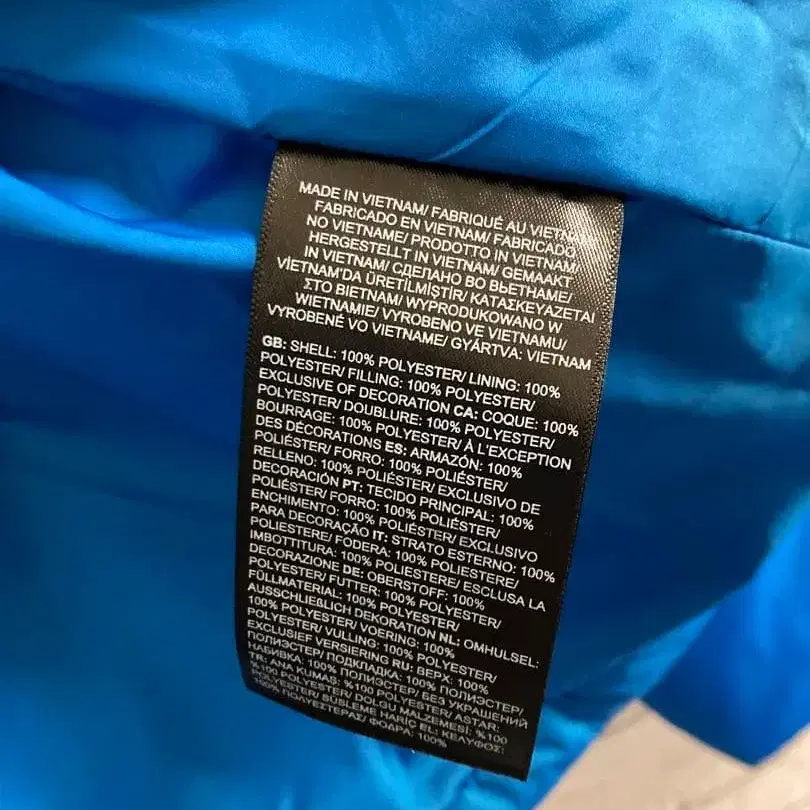 MADE IN VIETNAM/ FABRIQUÉ AU VIETNAM/
FABRICADO EN VIETNAM/ FABRICADO
NO VIETNAME/ PRODOTTO IN VIETNAM/
HERGESTELLT IN VIETNAM/ GEMAAKT
IN VIETNAM/ СДЕЛАНО ВО ВЬЕТНАМЕ/
VİETNAM'DA ÜRETİLMİŞTİR/ ΚΑΤΑΣΚΕΥΑΖΕΤΑΙ
ΣΤΟ ΒΙΕΤΝΑΜ/ WYPRODUKOWANO W
WIETNAMIE/ VYROBENO VE VIETNAMU/
VYROBENÉ VO VIETNAME/ GYÁRTVA: VIETNAM
GB: SHELL: 100% POLYESTER/ LINING: 100%
POLYESTER/ FILLING: 100% POLYESTER/
EXCLUSIVE OF DECORATION CA: COQUE: 100%
POLYESTER/ DOUBLURE: 100% POLYESTER/
BOURRAGE: 100% POLYESTER/ À L'EXCEPTION
DES DÉCORATIONS ES: ARMAZÓN: 100%
POLIÉSTER/ FORRO: 100% POLIÉSTER/
RELLENO: 100% POLIÉSTER/ EXCLUSIVO DE
DECORACIÓN PT: TECIDO PRINCIPAL: 100%
POLIÉSTER/ FORRO: 100% POLIÉSTER/
ENCHIMENTO: 100% POLIÉSTER/ EXCLUSIVO
PARA DECORAÇÃO IT: STRATO ESTERNO: 100%
POLIESTERE/ FODERA: 100% POLIESTERE/
IMBOTTITURA: 100% POLIESTERE/ ESCLUSA LA
DECORAZIONE DE: OBERSTOFF: 100%
POLYESTER/ FUTTER: 100% POLYESTER/
FÜLLMATERIAL: 100% POLYESTER/
AUSSCHLIEẞLICH DEKORATION NL: OMHULSEL:
100% POLYESTER/ VOERING: 100%
POLYESTER/ VULLING: 100% POLYESTER/
EXCLUSIEF VERSIERING RU: ВЕРХ: 100%
ПОЛИЭСТЕР/ ПОДКЛАДКА: 100% ПОЛИЭСТЕР/
НАБИВКА: 100% ПОЛИЭСТЕР/ БЕЗ УКРАШЕНИЙ
TR: ANA KUMAS: %100 POLYESTER/ ASTAR:
%100 POLYESTER/ DOLGU MALZEMESI: %100
POLYESTER/ SÜSLEME HARİÇ EL: ΚΕΛΥΦΟΣ:
100% ΠΟΛΥΕΣΤΕΡΑΣ/ ΦΟΔΡΑ: 100%